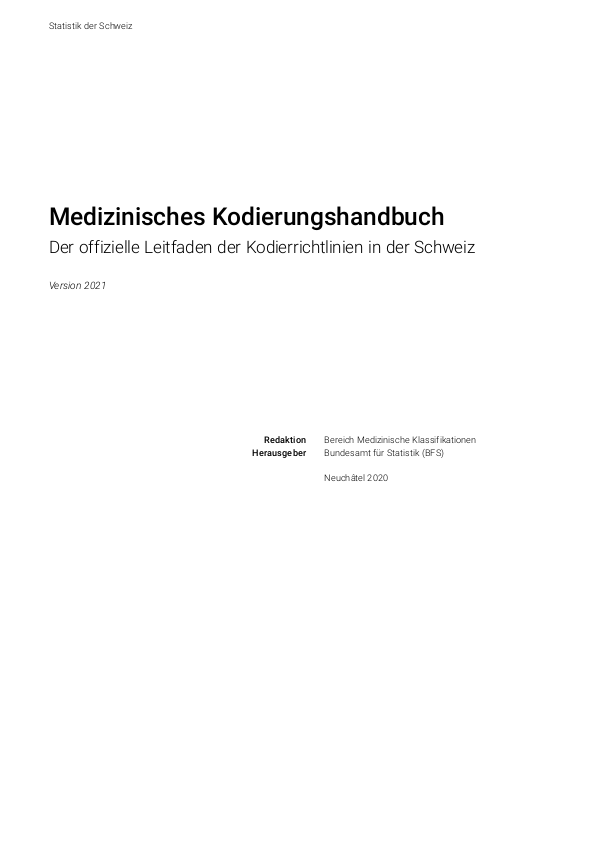 Statistik der Schweiz
Medizinisches Kodierungshandbuch
Der offizielle Leitfaden der Kodierrichtlinien in der Schweiz
Version 2021
Redaktion Bereich Medizinische Klassifikationen
Herausgeber Bundesamt für Statistik (BFS)
Neuchâtel 2020